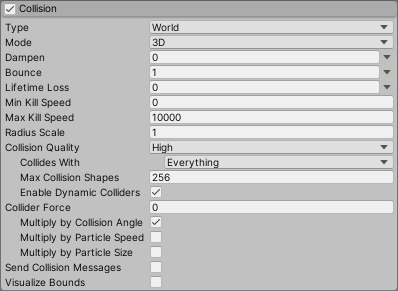 Collision
Type World
Mode 3D
Dampen 0
Bounce 1
Lifetime Loss 0
Min Kill Speed 0
Max Kill Speed 10000
Radius Scale 1
Collision Quality High
Collides With Everything
Max Collision Shapes 256
Enable Dynamic Colliders
Collider Force 0
Multiply by Collision Angle
Multiply by Particle Speed
Multiply by Particle Size
Send Collision Messages
Visualize Bounds